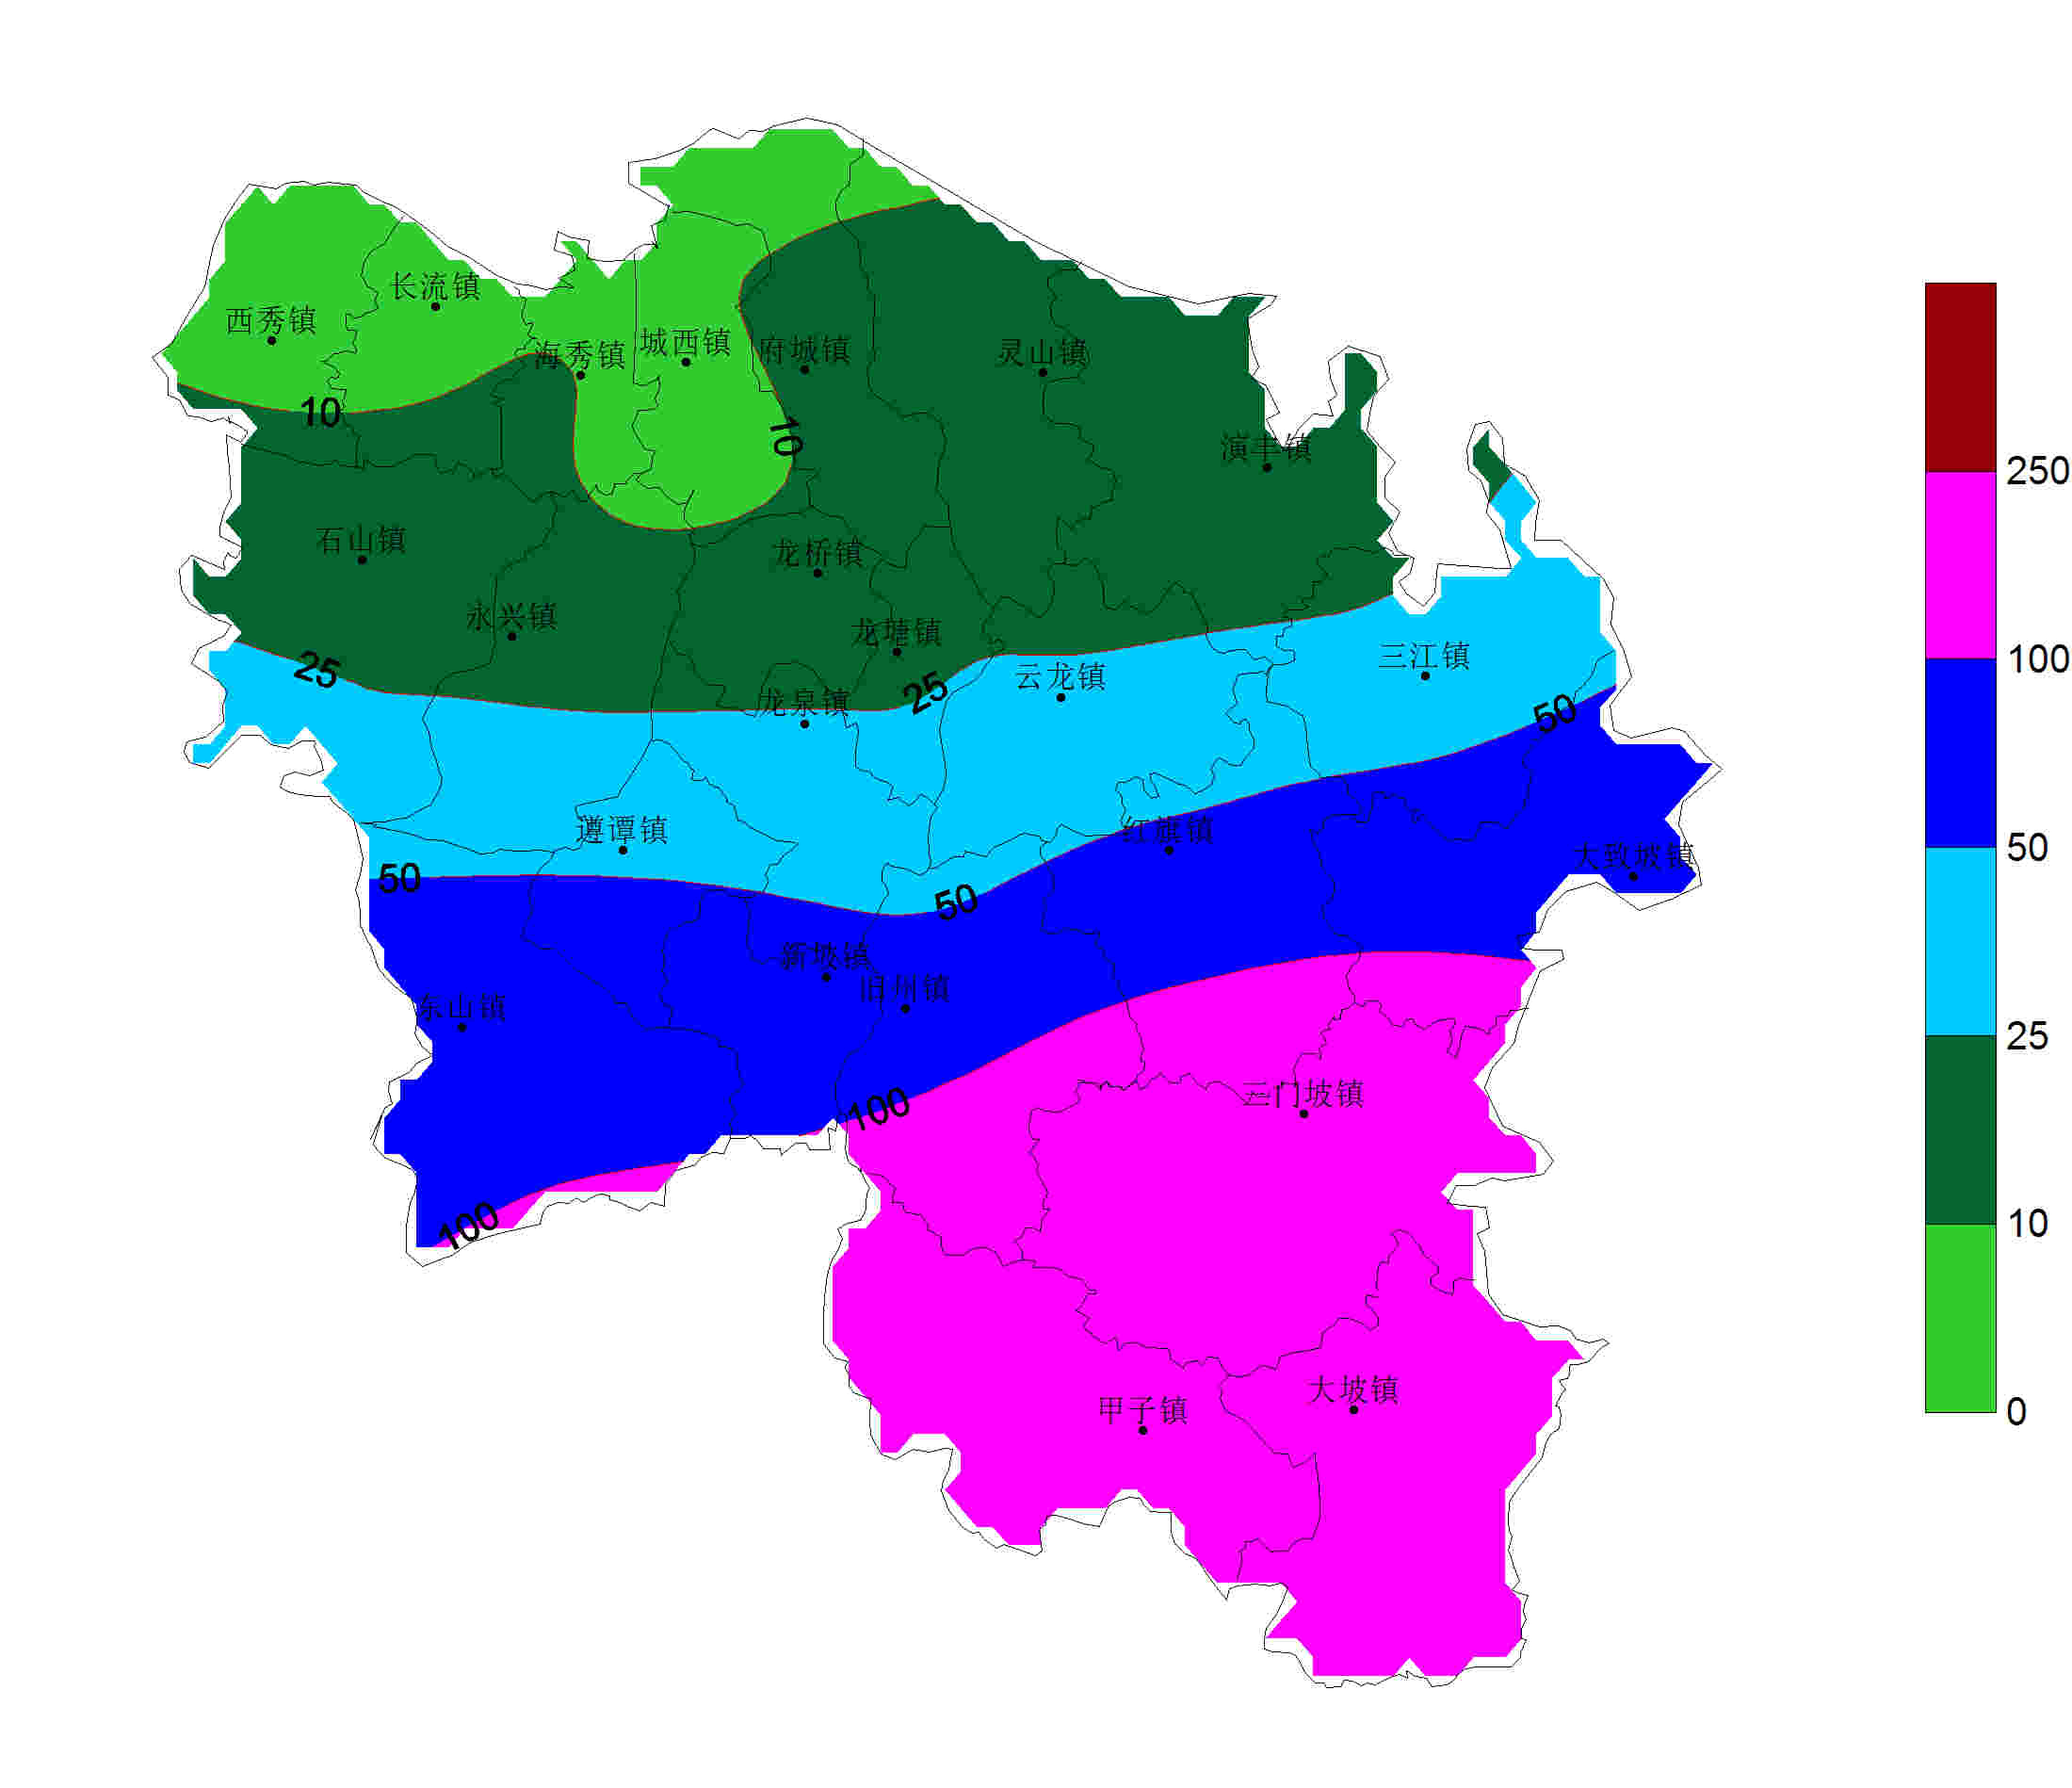 长流镇
西秀镇
城西镇
府城镇
海秀镇
灵山镇
10
10
演丰镇
250
石山镇
龙桥镇
永兴镇
龙塘镇
三江镇
100
25
云龙镇
25
龙泉镇
50
遵谭镇
红旗镇
50
大致坡镇
50
50
新坡镇
旧州镇
东山镇
25
三门坡镇
100
100
10
大坡镇
甲子镇
0